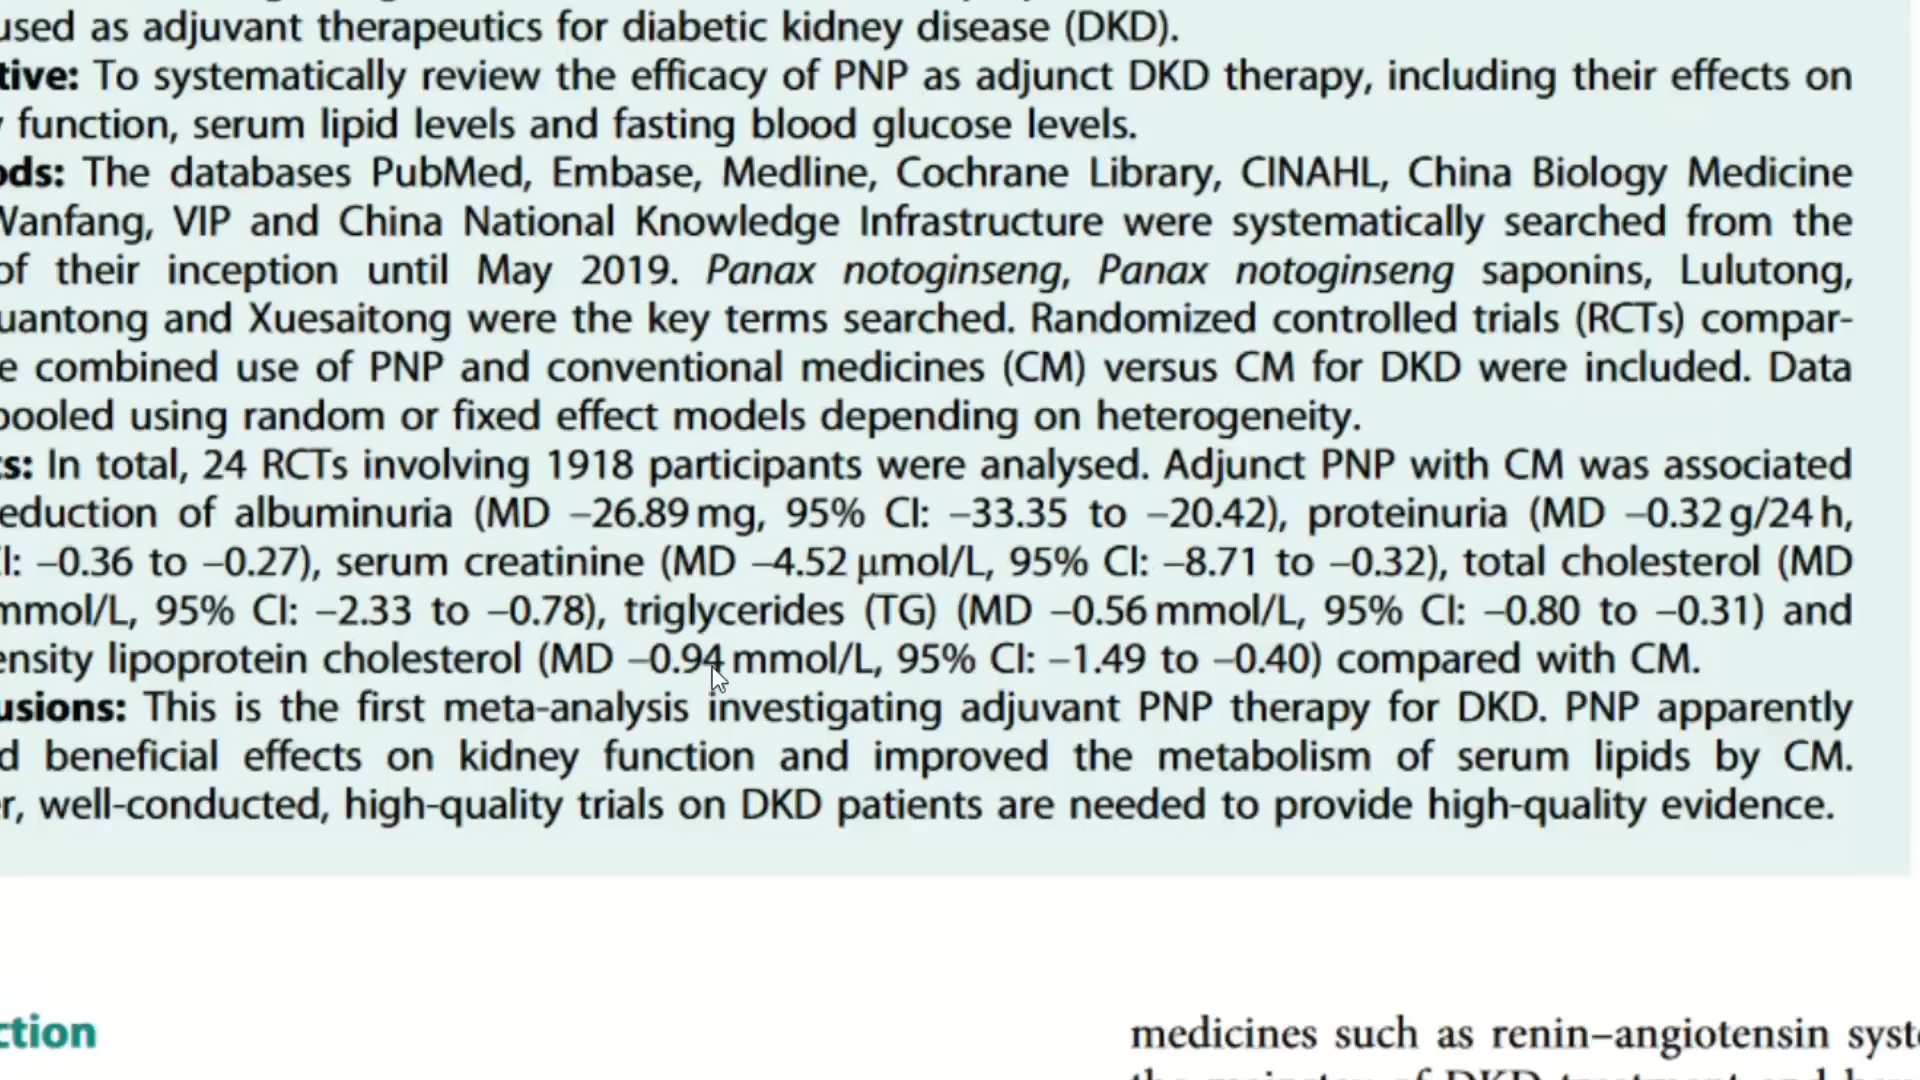 used as adjuvant therapeutics for diabetic kidney disease (DKD).
tive: To systematically review the efficacy of PNP as adjunct DKD therapy, including their effects on
function, serum lipid levels and fasting blood glucose levels.
ods: The databases PubMed, Embase, Medline, Cochrane Library, CINAHL, China Biology Medicine
Wanfang, VIP and China National Knowledge Infrastructure were systematically searched from the
of their inception until May 2019. Panax notoginseng, Panax notoginseng saponins, Lulutong,
uantong and Xuesaitong were the key terms searched. Randomized controlled trials (RCTs) compar-
e combined use of PNP and conventional medicines (CM) versus CM for DKD were included. Data
pooled using random or fixed effect models depending on heterogeneity.
ts: In total, 24 RCTs involving 1918 participants were analysed. Adjunct PNP with CM was associated
eduction of albuminuria (MD −26.89 mg, 95% CI: −33.35 to −20.42), proteinuria (MD −0.32 g/24 h,
I: −0.36 to −0.27), serum creatinine (MD −4.52 μmol/L, 95% CI: −8.71 to −0.32), total cholesterol (MD
mmol/L, 95% CI: −2.33 to −0.78), triglycerides (TG) (MD −0.56 mmol/L, 95% CI: −0.80 to −0.31) and
ensity lipoprotein cholesterol (MD −0.94 mmol/L, 95% CI: −1.49 to −0.40) compared with CM.
usions: This is the first meta-analysis investigating adjuvant PNP therapy for DKD. PNP apparently
d beneficial effects on kidney function and improved the metabolism of serum lipids by CM.
r, well-conducted, high-quality trials on DKD patients are needed to provide high-quality evidence.
ction
medicines such as renin–angiotensin syst